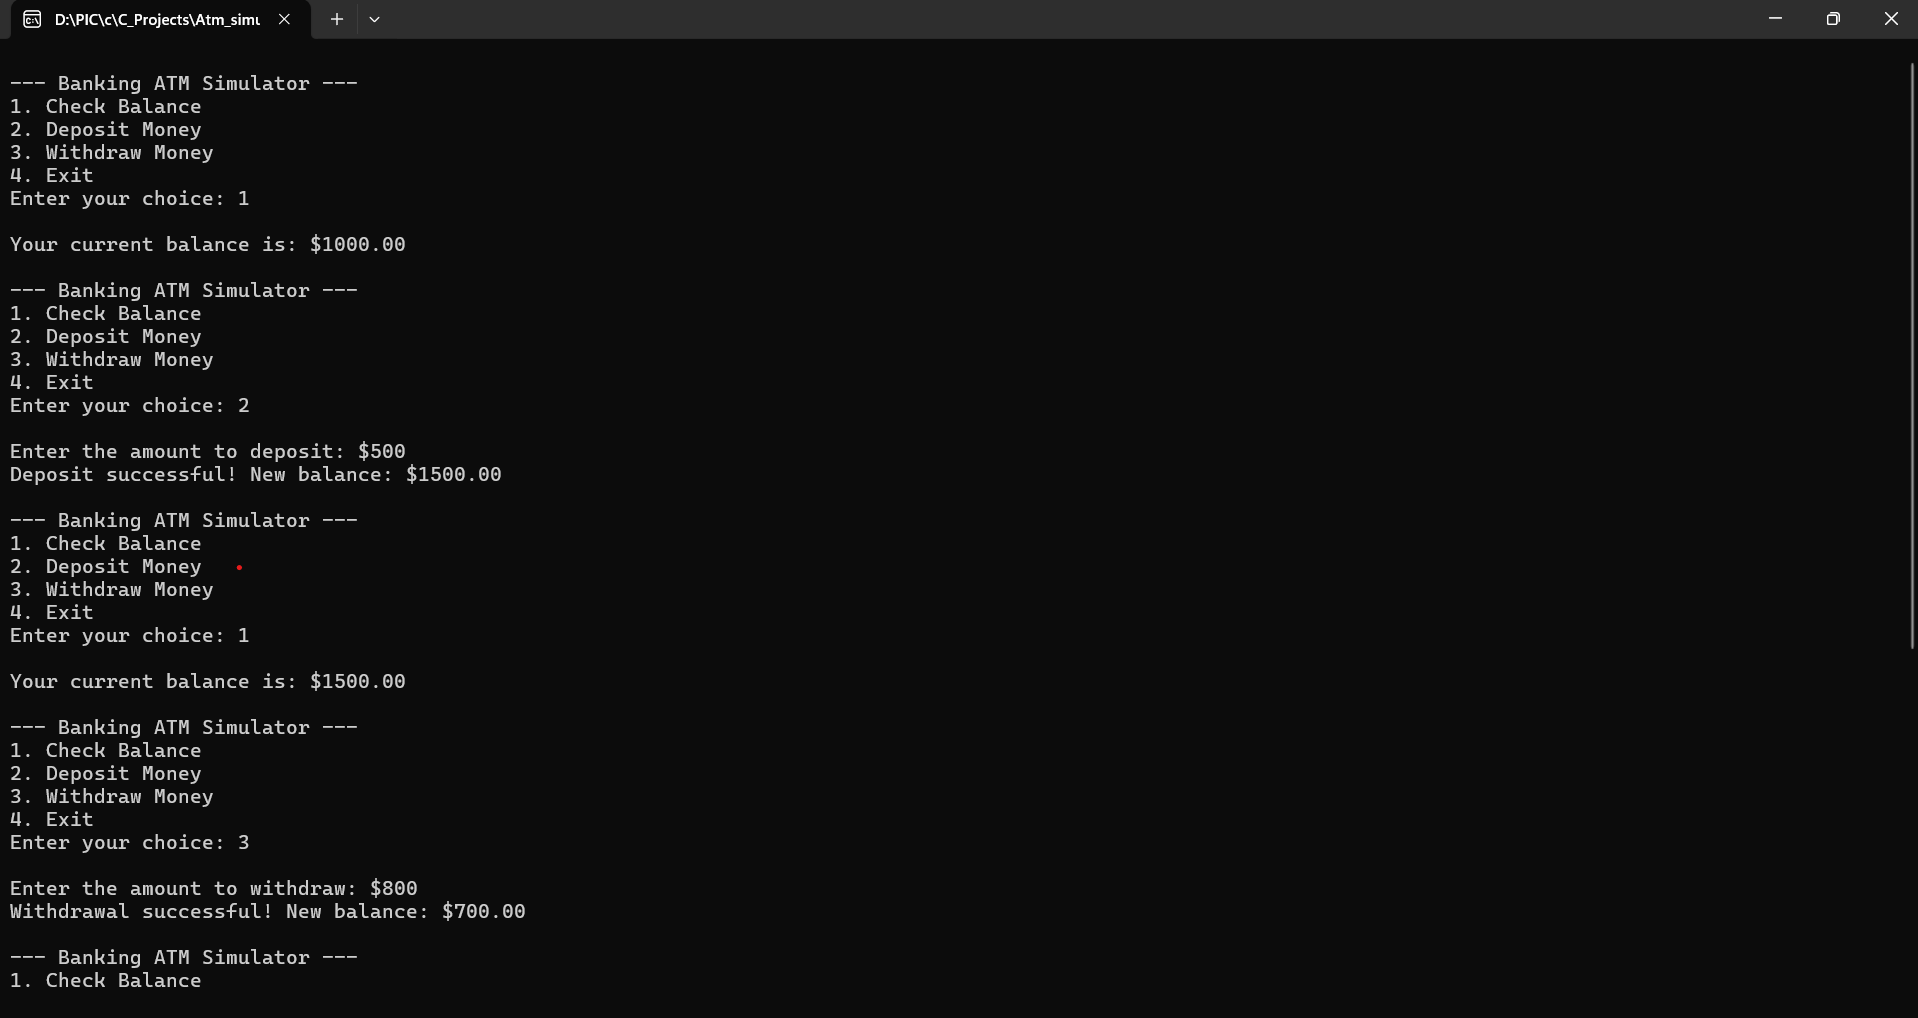 D:\PIC\c\C_Projects\Atm_simu
--- Banking ATM Simulator ---
1. Check Balance
2. Deposit Money
3. Withdraw Money
4. Exit
Enter your choice: 1
Your current balance is: $1000.00
--- Banking ATM Simulator ---
1. Check Balance
2. Deposit Money
3. Withdraw Money
4. Exit
Enter your choice: 2
Enter the amount to deposit: $500
Deposit successful! New balance: $1500.00
--- Banking ATM Simulator ---
1. Check Balance
2. Deposit Money
3. Withdraw Money
4. Exit
Enter your choice: 1
Your current balance is: $1500.00
--- Banking ATM Simulator ---
1. Check Balance
2. Deposit Money
3. Withdraw Money
4. Exit
Enter your choice: 3
Enter the amount to withdraw: $800
Withdrawal successful! New balance: $700.00
--- Banking ATM Simulator ---
1. Check Balance